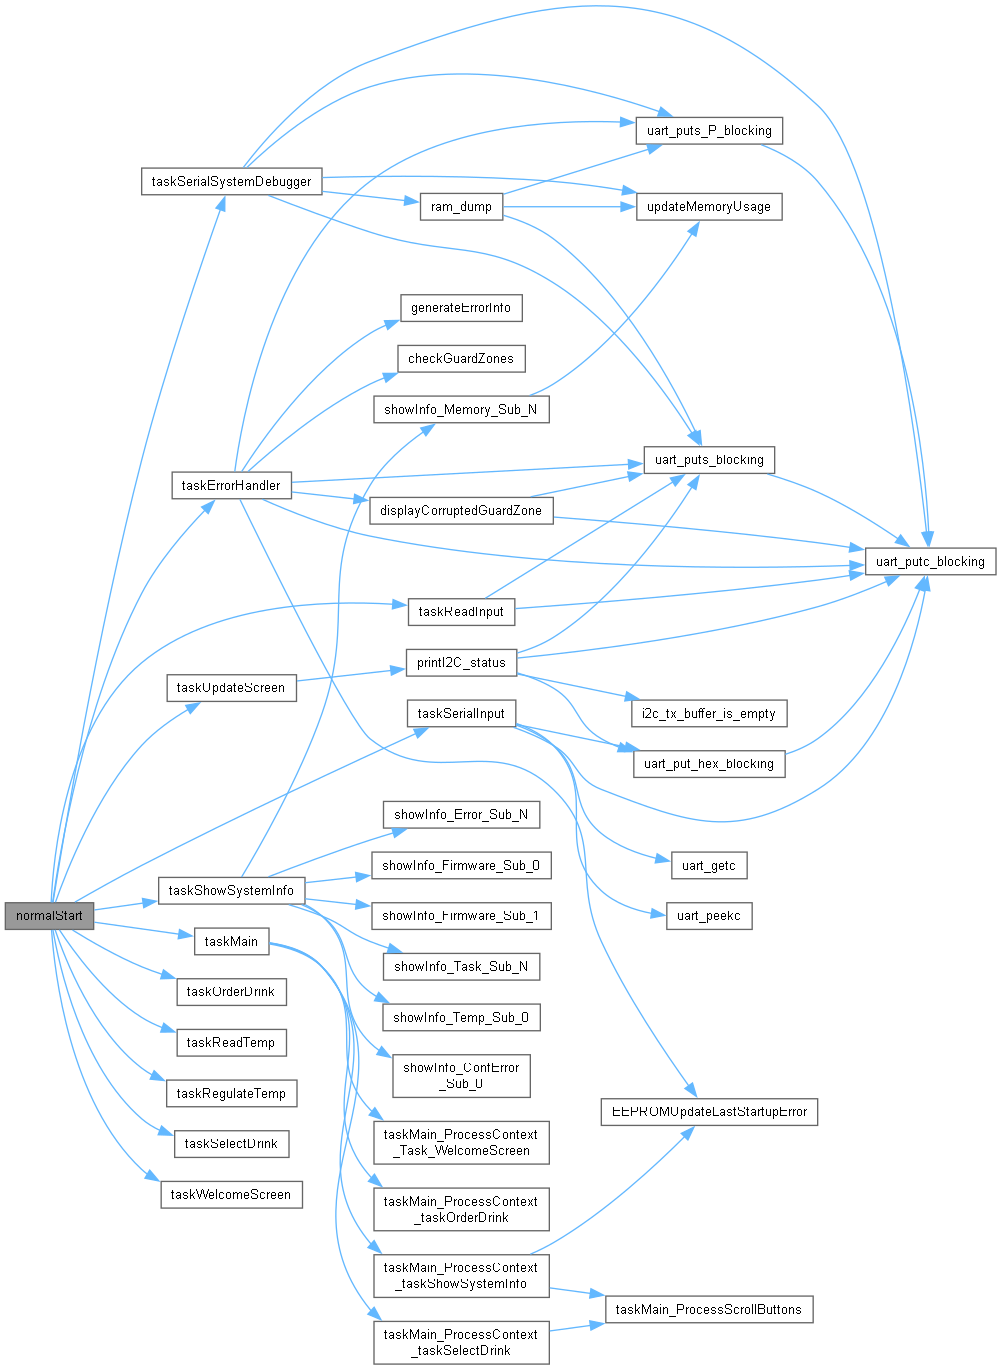 uart_puts_P_blocking
taskSerialSystemDebugger
ram_dump
updateMemoryUsage
generateErrorInfo
checkGuardZones
showInfo_Memory_Sub_N
uart_puts_blocking
taskErrorHandler
displayCorruptedGuardZone
uart_putc_blocking
taskReadInput
printI2C_status
taskUpdateScreen
taskSerialInput
i2c_tx_buffer_is_empty
uart_put_hex_blocking
showInfo_Error_Sub_N
showInfo_Firmware_Sub_0
uart_getc
taskShowSystemInfo
normalStart
showInfo_Firmware_Sub_1
uart_peekc
taskMain
showInfo_Task_Sub_N
taskOrderDrink
showInfo_Temp_Sub_0
taskReadTemp
showInfo_ConfError
_Sub_0
taskRegulateTemp
EEPROMUpdateLastStartupError
taskSelectDrink
taskMain_ProcessContext
_Task_WelcomeScreen
taskWelcomeScreen
taskMain_ProcessContext
_taskOrderDrink
taskMain_ProcessContext
_taskShowSystemInfo
taskMain_ProcessScrollButtons
taskMain_ProcessContext
_taskSelectDrink